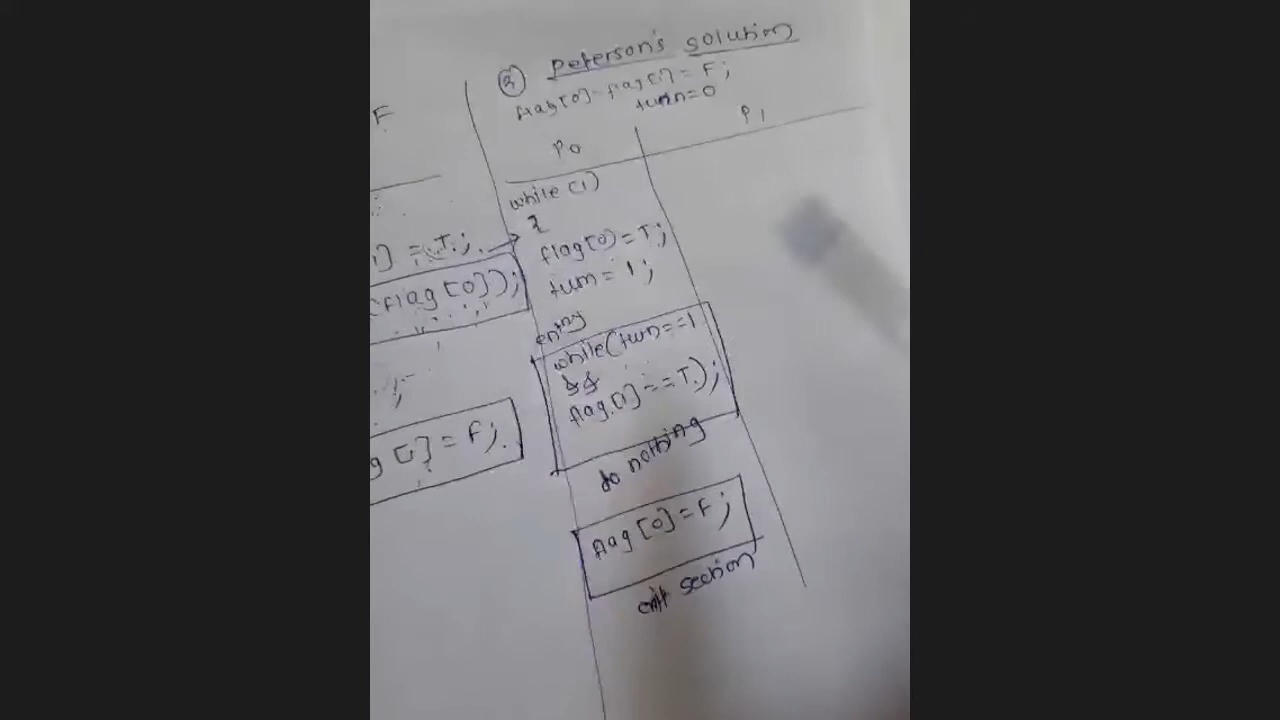 F
i] = T;
(flag[0]);
g[i] = F;
3) Peterson's solution
flag[0] = flag[1] = F;
turn=0
P0
P1
while(1)
{
flag[0] = T;
turn = 1;
entry
while(turn==1
&&
flag[1]==T);
do nothing
flag[0]=F;
exit section